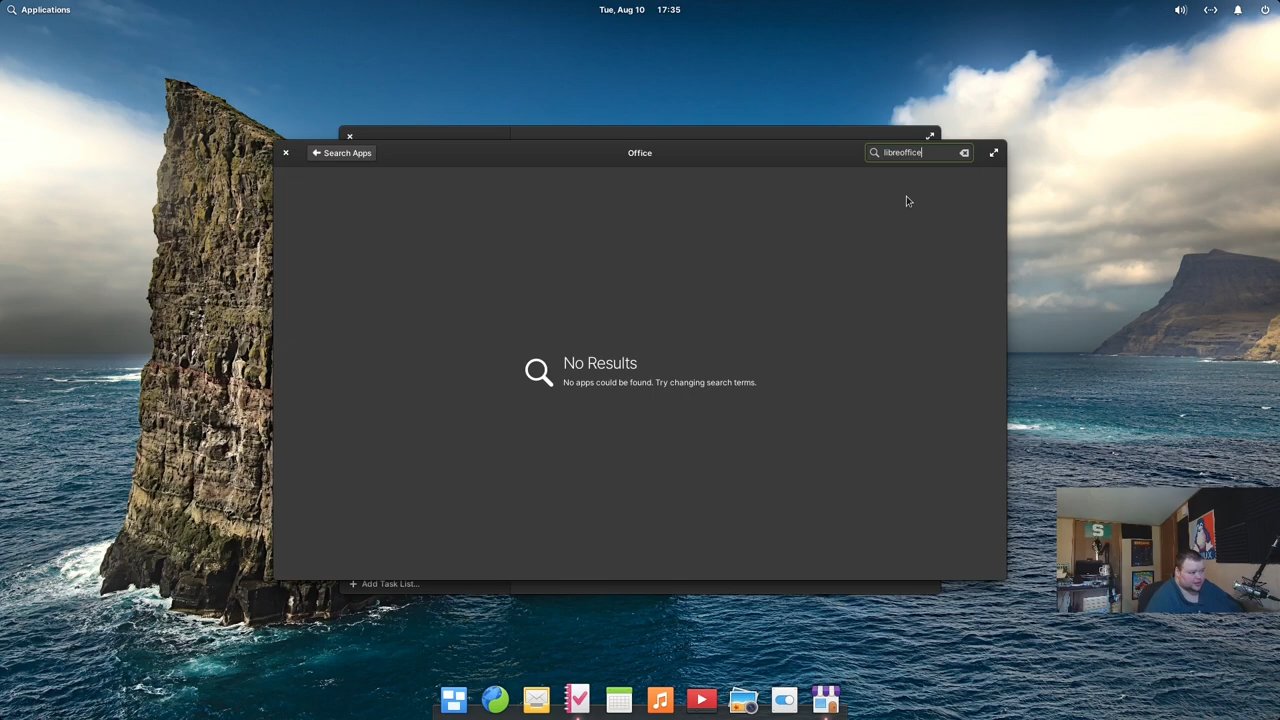 Applications
Tue, Aug 10 17:35
Search Apps
Office
libreoffice
No Results
No apps could be found. Try changing search terms.
+ Add Task List...
S